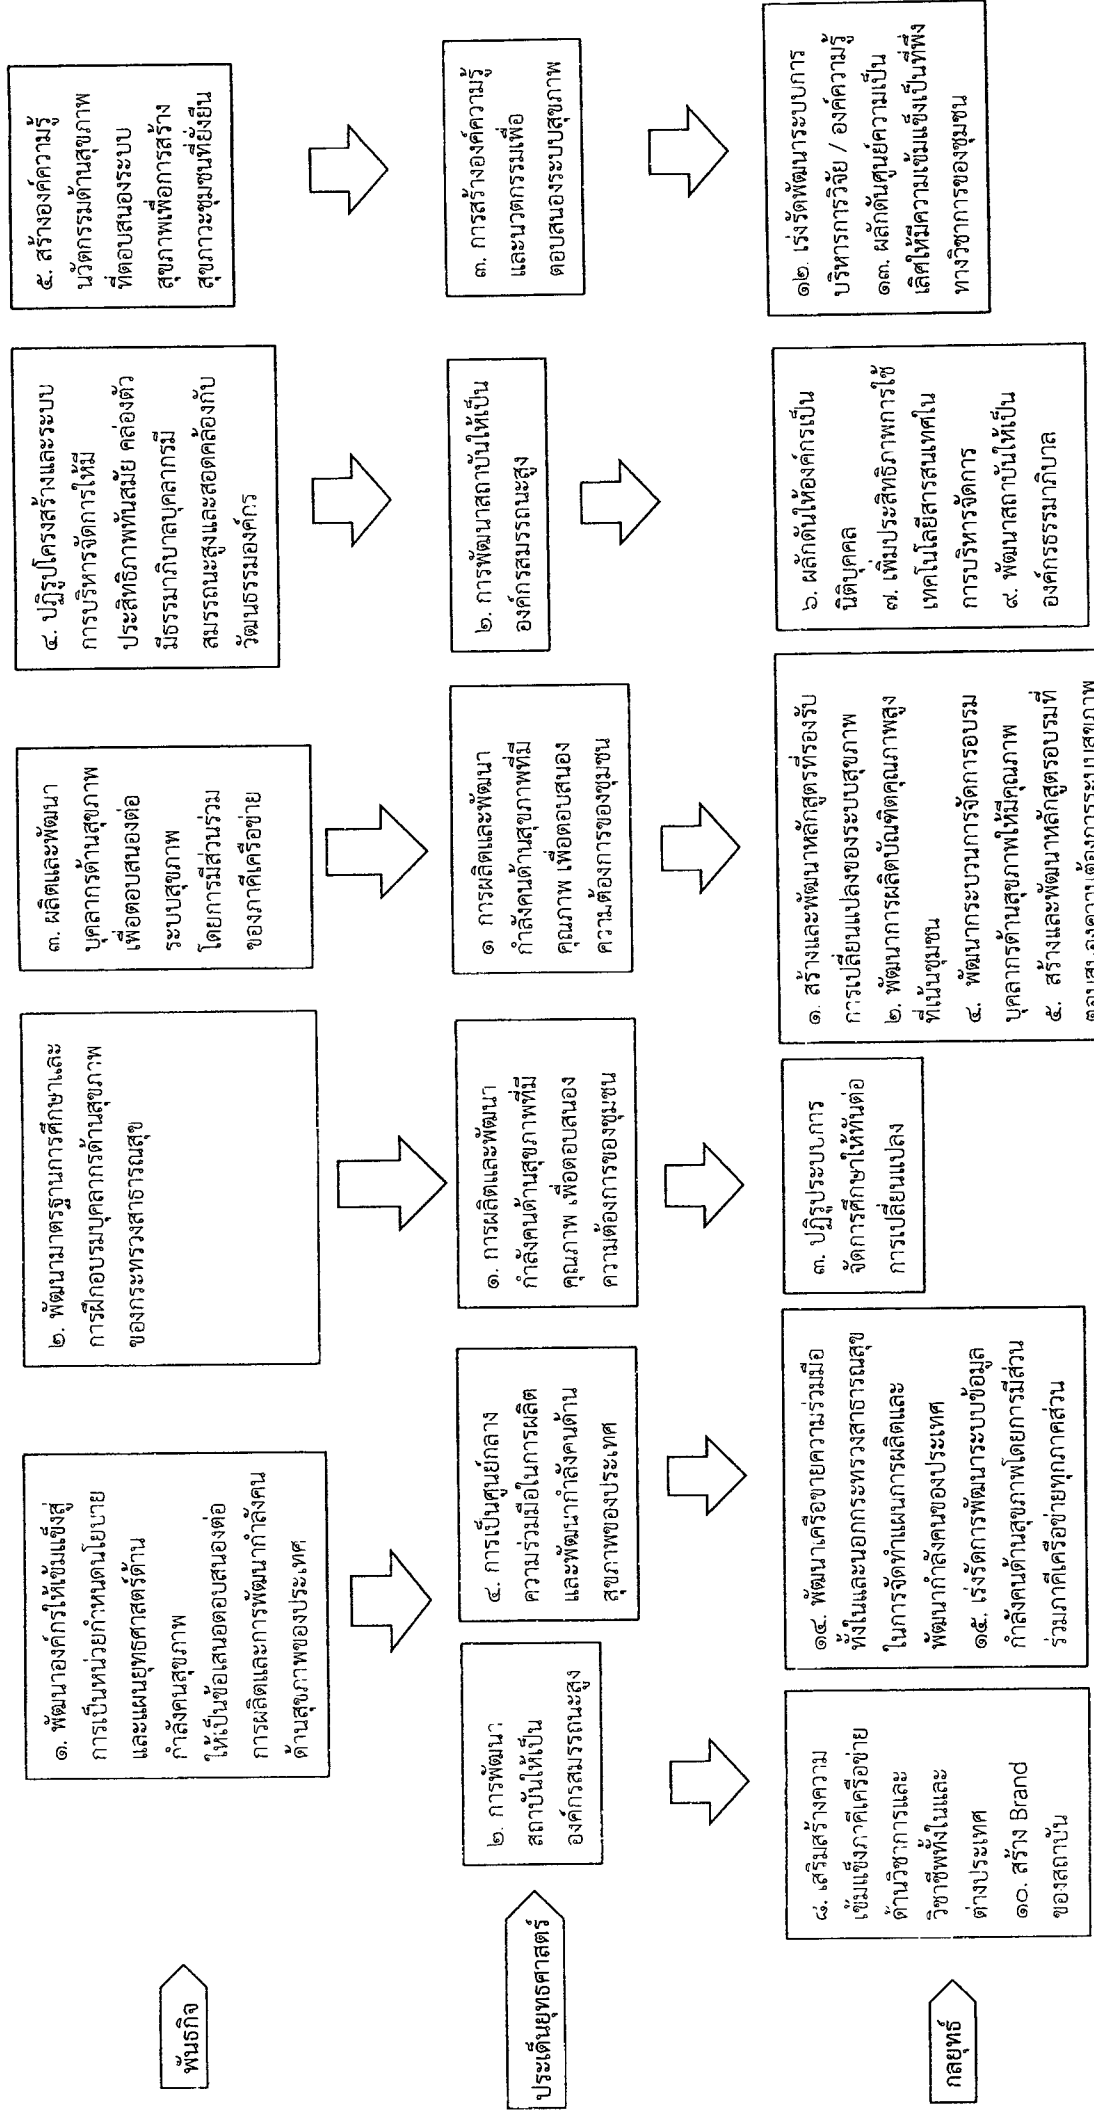 พันธกิจ
๑. พัฒนาองค์กรให้เข้มแข็งสู่
การเป็นหน่วยกำหนดนโยบาย
และแผนยุทธศาสตร์ด้าน
กำลังคนสุขภาพ
ให้เป็นข้อเสนอตอบสนองต่อ
การผลิตและการพัฒนากำลังคน
ด้านสุขภาพของประเทศ
๒. พัฒนามาตรฐานการศึกษาและ
การฝึกอบรมบุคลากรด้านสุขภาพ
ของกระทรวงสาธารณสุข
๓. ผลิตและพัฒนา
บุคลากรด้านสุขภาพ
เพื่อตอบสนองต่อ
ระบบสุขภาพ
โดยการมีส่วนร่วม
ของภาคีเครือข่าย
๔. ปฏิรูปโครงสร้างและระบบ
การบริหารจัดการให้มี
ประสิทธิภาพทันสมัย คล่องตัว
มีธรรมาภิบาลบุคลากรมี
สมรรถนะสูงและสอดคล้องกับ
วัฒนธรรมองค์กร
๕. สร้างองค์ความรู้
นวัตกรรมด้านสุขภาพ
ที่ตอบสนองระบบ
สุขภาพเพื่อการสร้าง
สุขภาวะชุมชนที่ยั่งยืน
ประเด็นยุทธศาสตร์
๒. การพัฒนา
สถาบันให้เป็น
องค์กรสมรรถนะสูง
๔. การเป็นศูนย์กลาง
ความร่วมมือในการผลิต
และพัฒนากำลังคนด้าน
สุขภาพของประเทศ
๑. การผลิตและพัฒนา
กำลังคนด้านสุขภาพที่มี
คุณภาพ เพื่อตอบสนอง
ความต้องการของชุมชน
๑ การผลิตและพัฒนา
กำลังคนด้านสุขภาพที่มี
คุณภาพ เพื่อตอบสนอง
ความต้องการของชุมชน
๒. การพัฒนาสถาบันให้เป็น
องค์กรสมรรถนะสูง
๓. การสร้างองค์ความรู้
และนวตกรรมเพื่อ
ตอบสนองระบบสุขภาพ
กลยุทธ์
๘. เสริมสร้างความ
เข้มแข็งภาคีเครือข่าย
ด้านวิชาการและ
วิชาชีพทั้งในและ
ต่างประเทศ
๑๐. สร้าง Brand
ของสถาบัน
๑๔. พัฒนาเครือขายความร่วมมือ
ทั้งในและนอกกระทรวงสาธารณสุข
ในการจัดทำแผนการผลิตและ
พัฒนากำลังคนของประเทศ
๑๕. เร่งรัดการพัฒนาระบบข้อมูล
กำลังคนด้านสุขภาพโดยการมีส่วน
ร่วมภาคีเครือข่ายทุกภาคส่วน
๓. ปฏิรูประบบการ
จัดการศึกษาให้ทันต่อ
การเปลี่ยนแปลง
๑. สร้างและพัฒนาหลักสูตรที่รองรับ
การเปลี่ยนแปลงของระบบสุขภาพ
๒. พัฒนาการผลิตบัณฑิตคุณภาพสูง
ที่เน้นชุมชน
๔. พัฒนากระบวนการจัดการอบรม
บุคลากรด้านสุขภาพให้มีคุณภาพ
๕. สร้างและพัฒนาหลักสูตรอบรมที่
ตอบสนองความต้องการระบบสุขภาพ
๖. ผลักดันให้องค์กรเป็น
นิติบุคคล
๗. เพิ่มประสิทธิภาพการใช้
เทคโนโลยีสารสนเทศใน
การบริหารจัดการ
๙. พัฒนาสถาบันให้เป็น
องค์กรธรรมาภิบาล
๑๒. เร่งรัดพัฒนาระบบการ
บริหารการวิจัย / องค์ความรู้
๑๓. ผลักดันศูนย์ความเป็น
เลิศให้มีความเข้มแข็งเป็นที่พึ่ง
ทางวิชาการของชุมชน